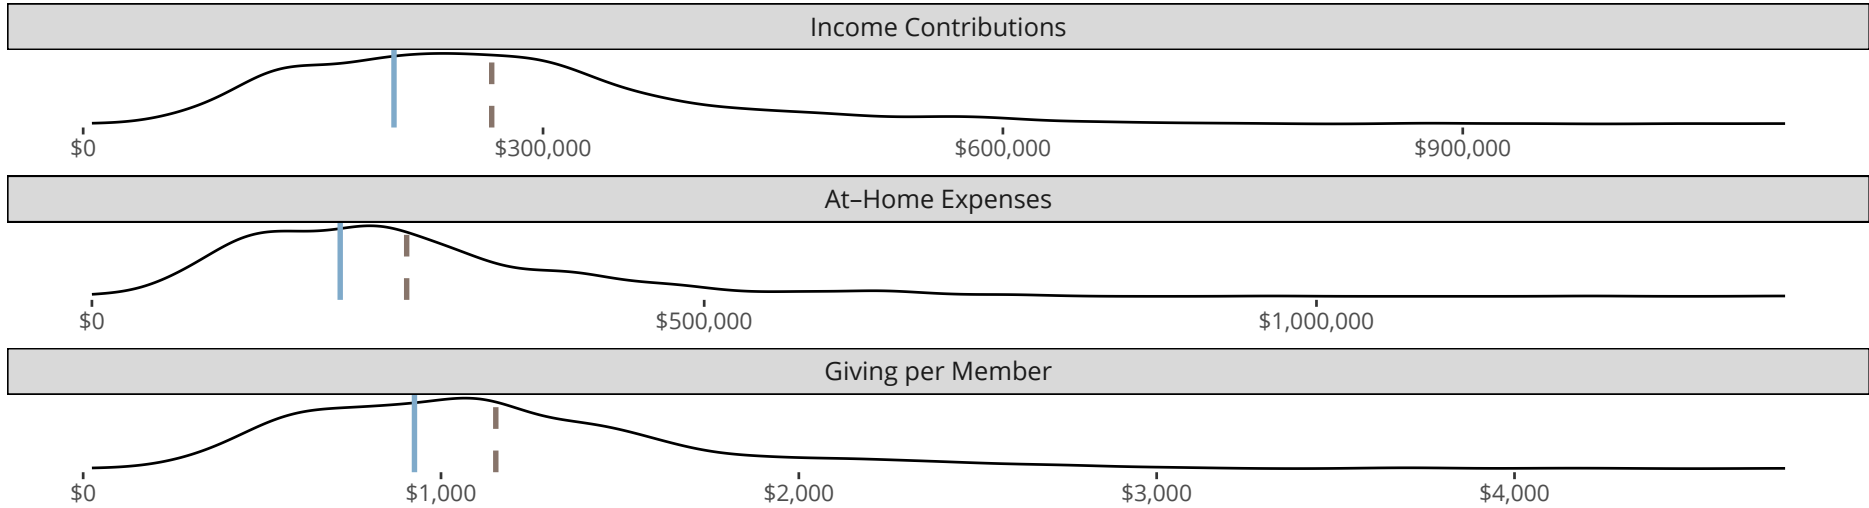 Income Contributions
$0 $300,000 $600,000 $900,000
At–Home Expenses
$0 $500,000 $1,000,000
Giving per Member
$0 $1,000 $2,000 $3,000 $4,000